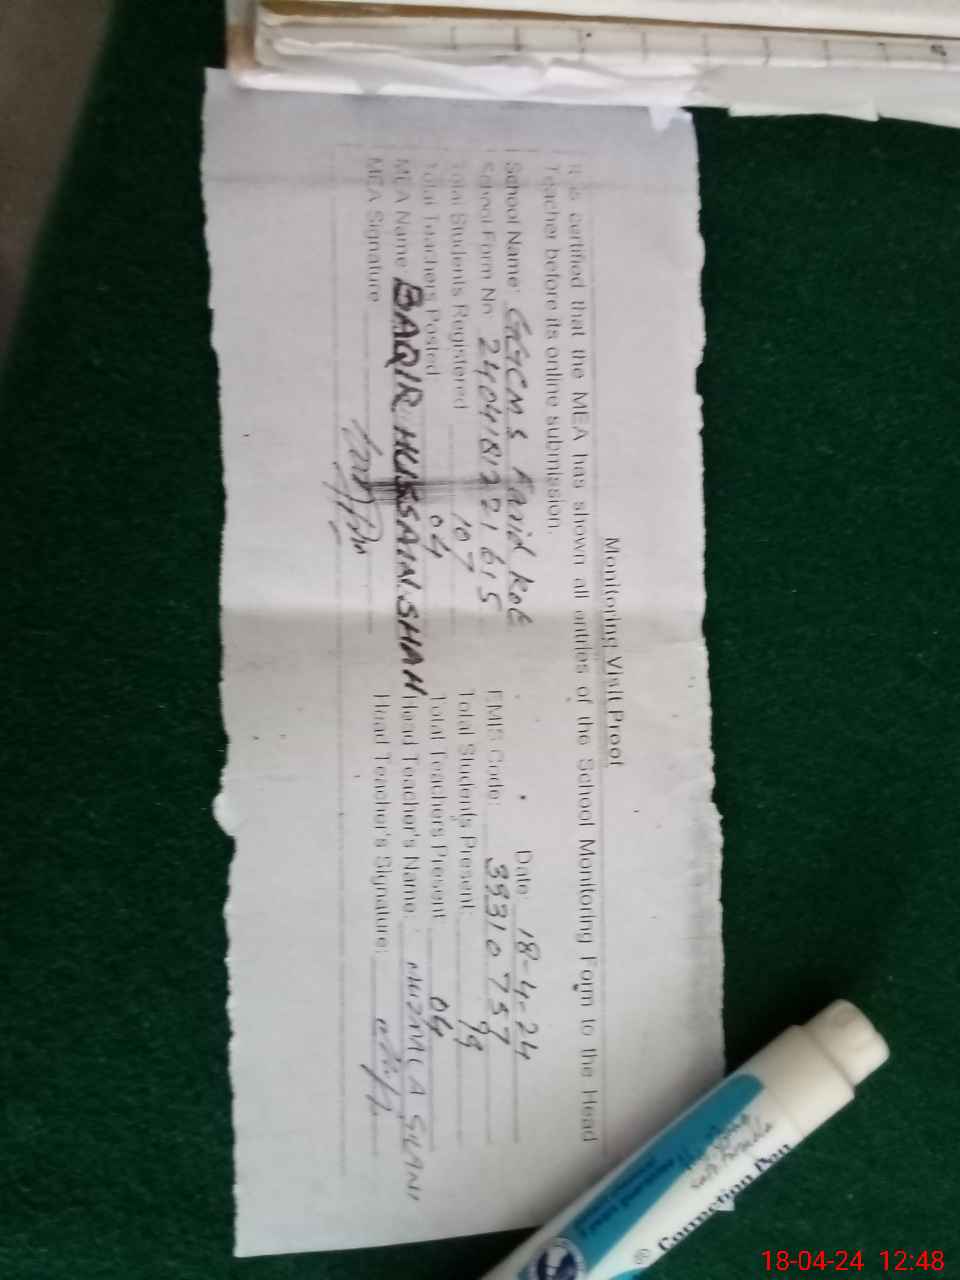 Monitoring Visit Proof
It is certified that the MEA has shown all entries of the School Monitoring Form to the Head
Teacher before its online submission.
Date: 18-4-24
School Name: GGCMS Farid Kot
School Form No 240418121615 EMIS Code: 33310757
Total Students Registered 107 Total Students Present:
Total Teachers Posted 04 Total Teachers Present: 04
MEA Name BAQIR HUSSAIN SHAH Head Teacher's Name:
MEA Signature Head Teacher's Signature:
Correction Pen
18-04-24 12:48